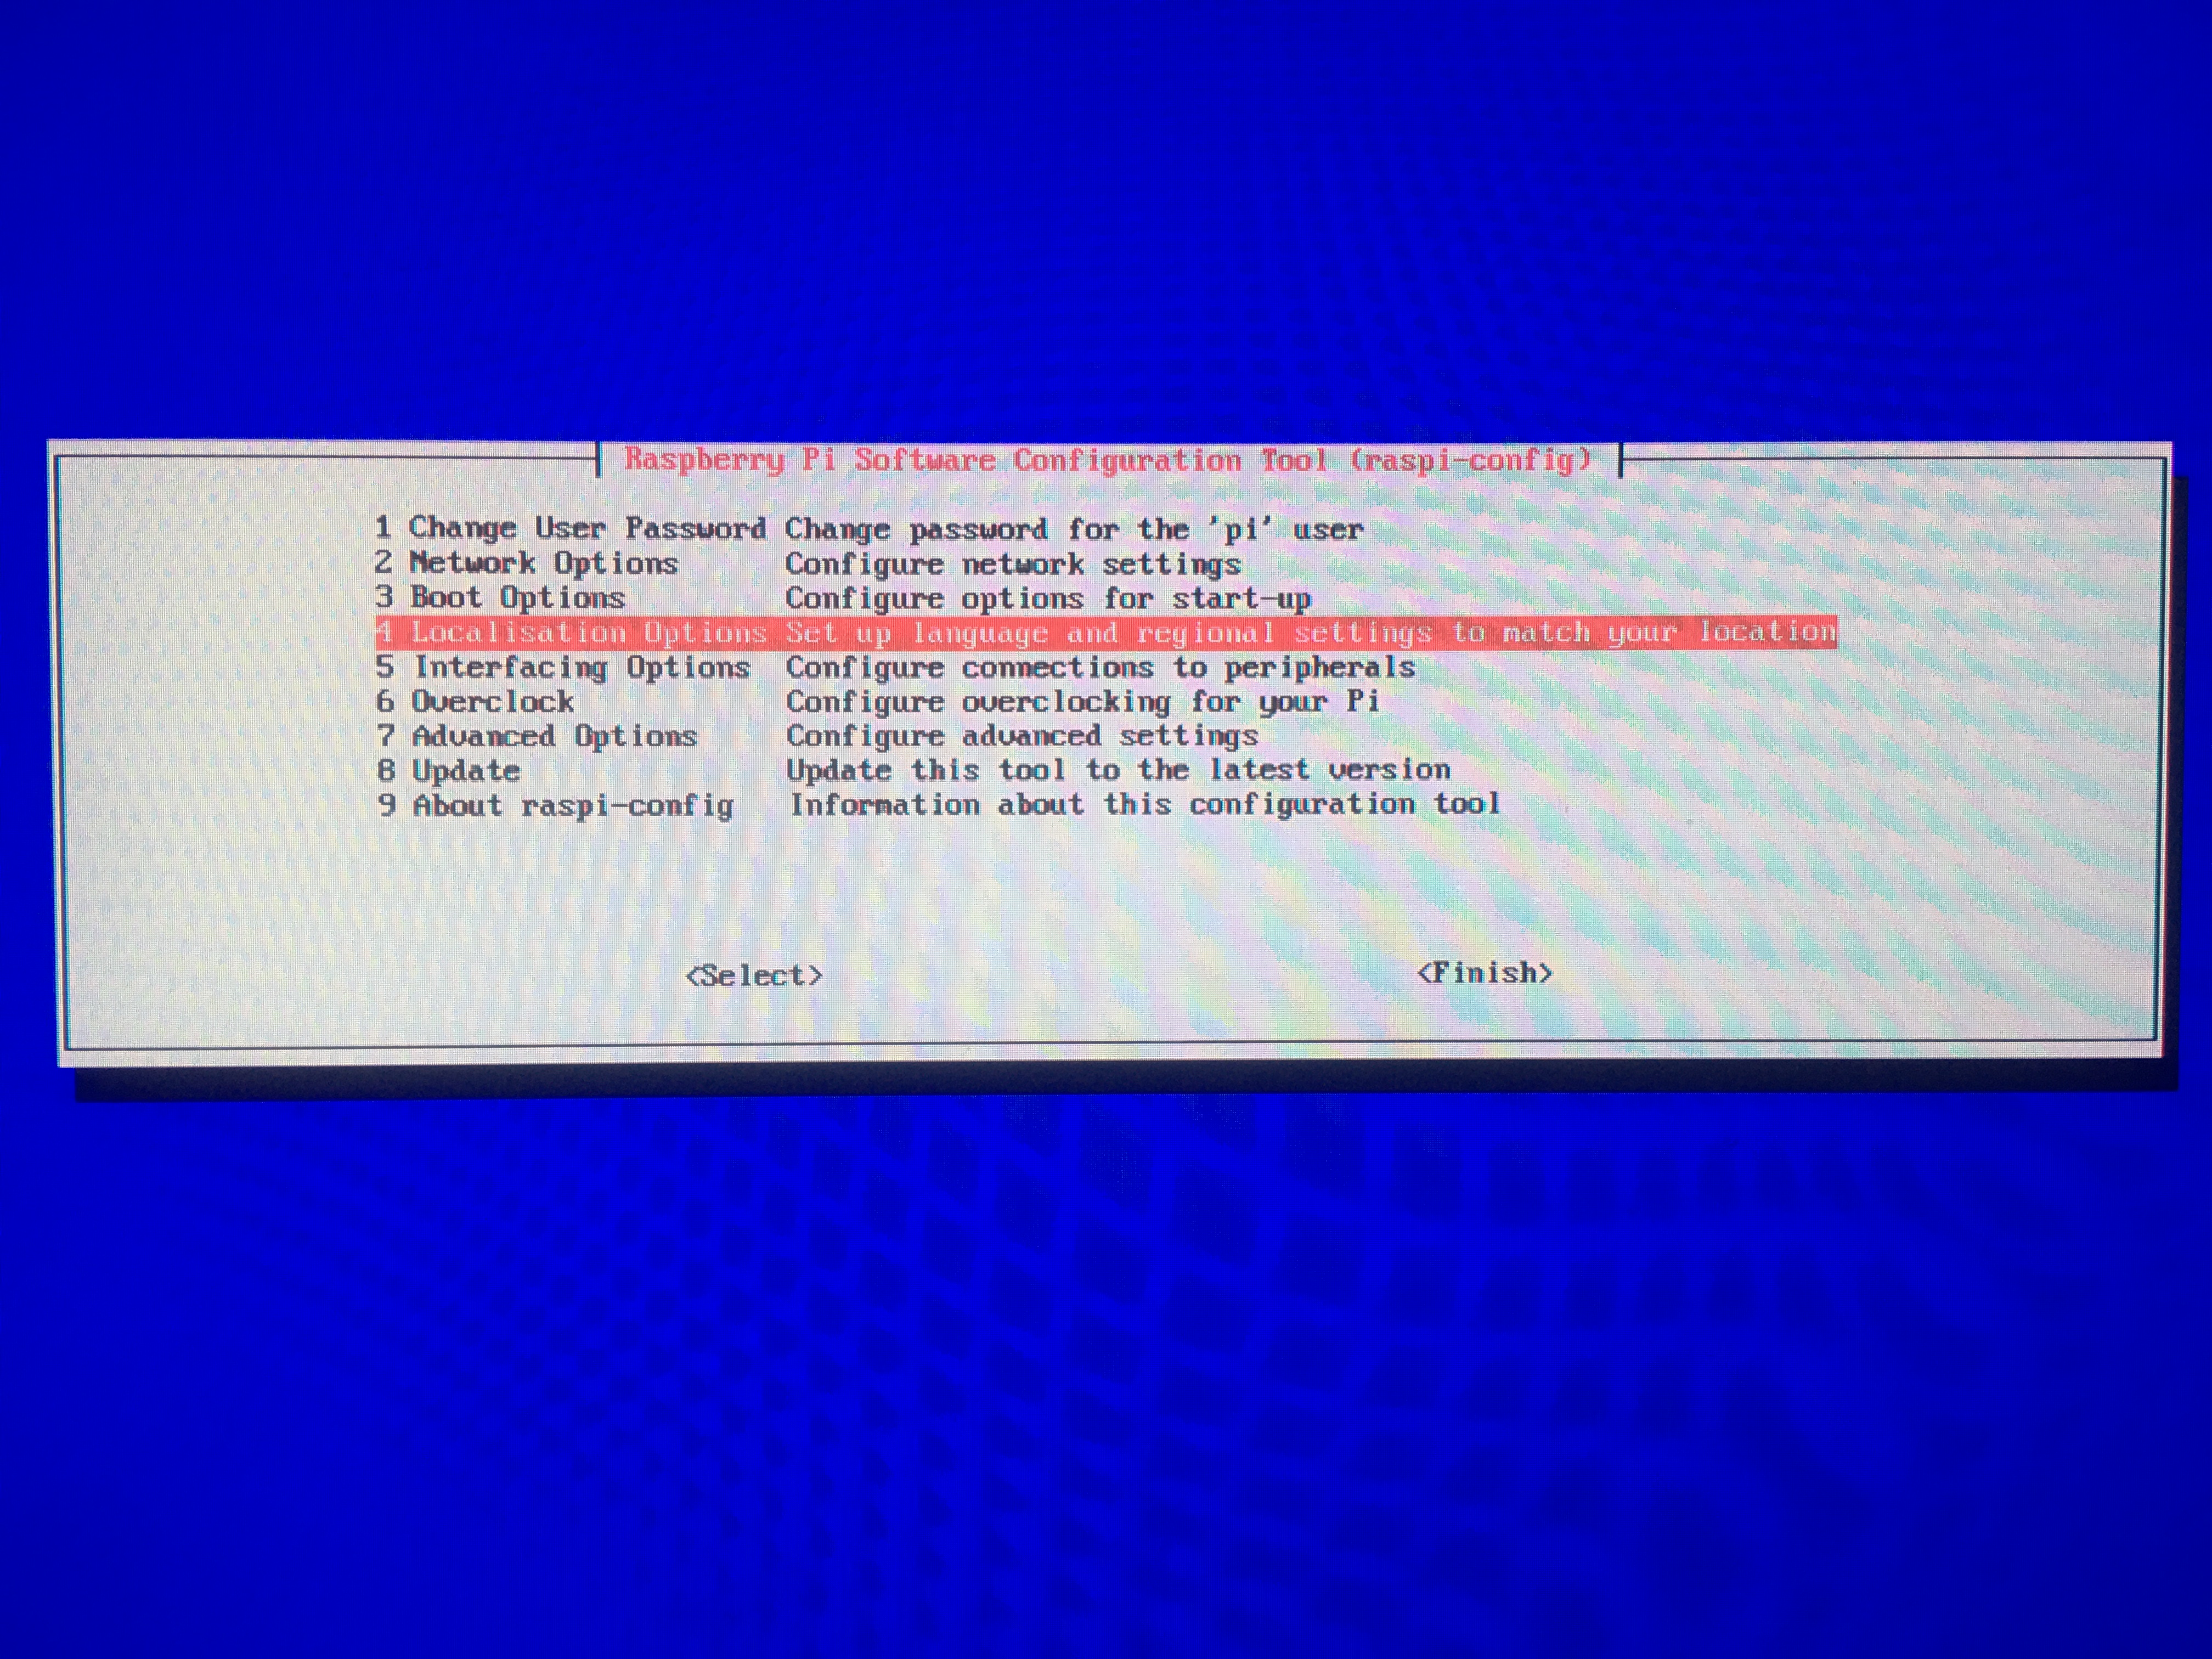 Raspberry Pi Software Configuration Tool (raspi-config)
1 Change User Password Change password for the 'pi' user
2 Network Options Configure network settings
3 Boot Options Configure options for start-up
4 Localisation Options Set up language and regional settings to match your location
5 Interfacing Options Configure connections to peripherals
6 Overclock Configure overclocking for your Pi
7 Advanced Options Configure advanced settings
8 Update Update this tool to the latest version
9 About raspi-config Information about this configuration tool
<Select> <Finish>